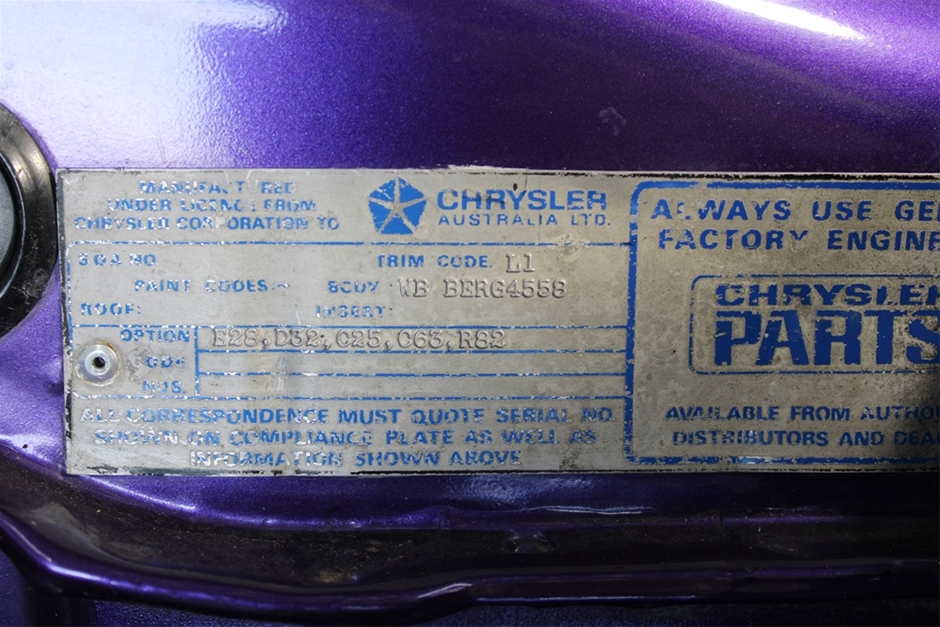 MANUFACTURED
UNDER LICENCE FROM
CHRYSLER CORPORATION TO
CHRYSLER
AUSTRALIA LTD.
S.O.A NO.
TRIM CODE. L1
PAINT CODES:- BODY: WB BERG4558
ROOF: INSERT:
OPTION E28,D32,C25,C63,R82
CODE
NOS.
ALL CORRESPONDENCE MUST QUOTE SERIAL NO.
SHOWN ON COMPLIANCE PLATE AS WELL AS
INFORMATION SHOWN ABOVE
ALWAYS USE GE
FACTORY ENGINE
CHRYSLER
PARTS
AVAILABLE FROM AUTHO
DISTRIBUTORS AND DEA